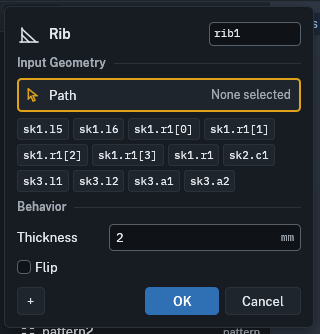 Rib rib1
Input Geometry
Path None selected
sk1.l5 sk1.l6 sk1.r1[0] sk1.r1[1]
sk1.r1[2] sk1.r1[3] sk1.r1 sk2.c1
sk3.l1 sk3.l2 sk3.a1 sk3.a2
Behavior
Thickness 2 mm
Flip
+ OK Cancel
pattern2 pattern